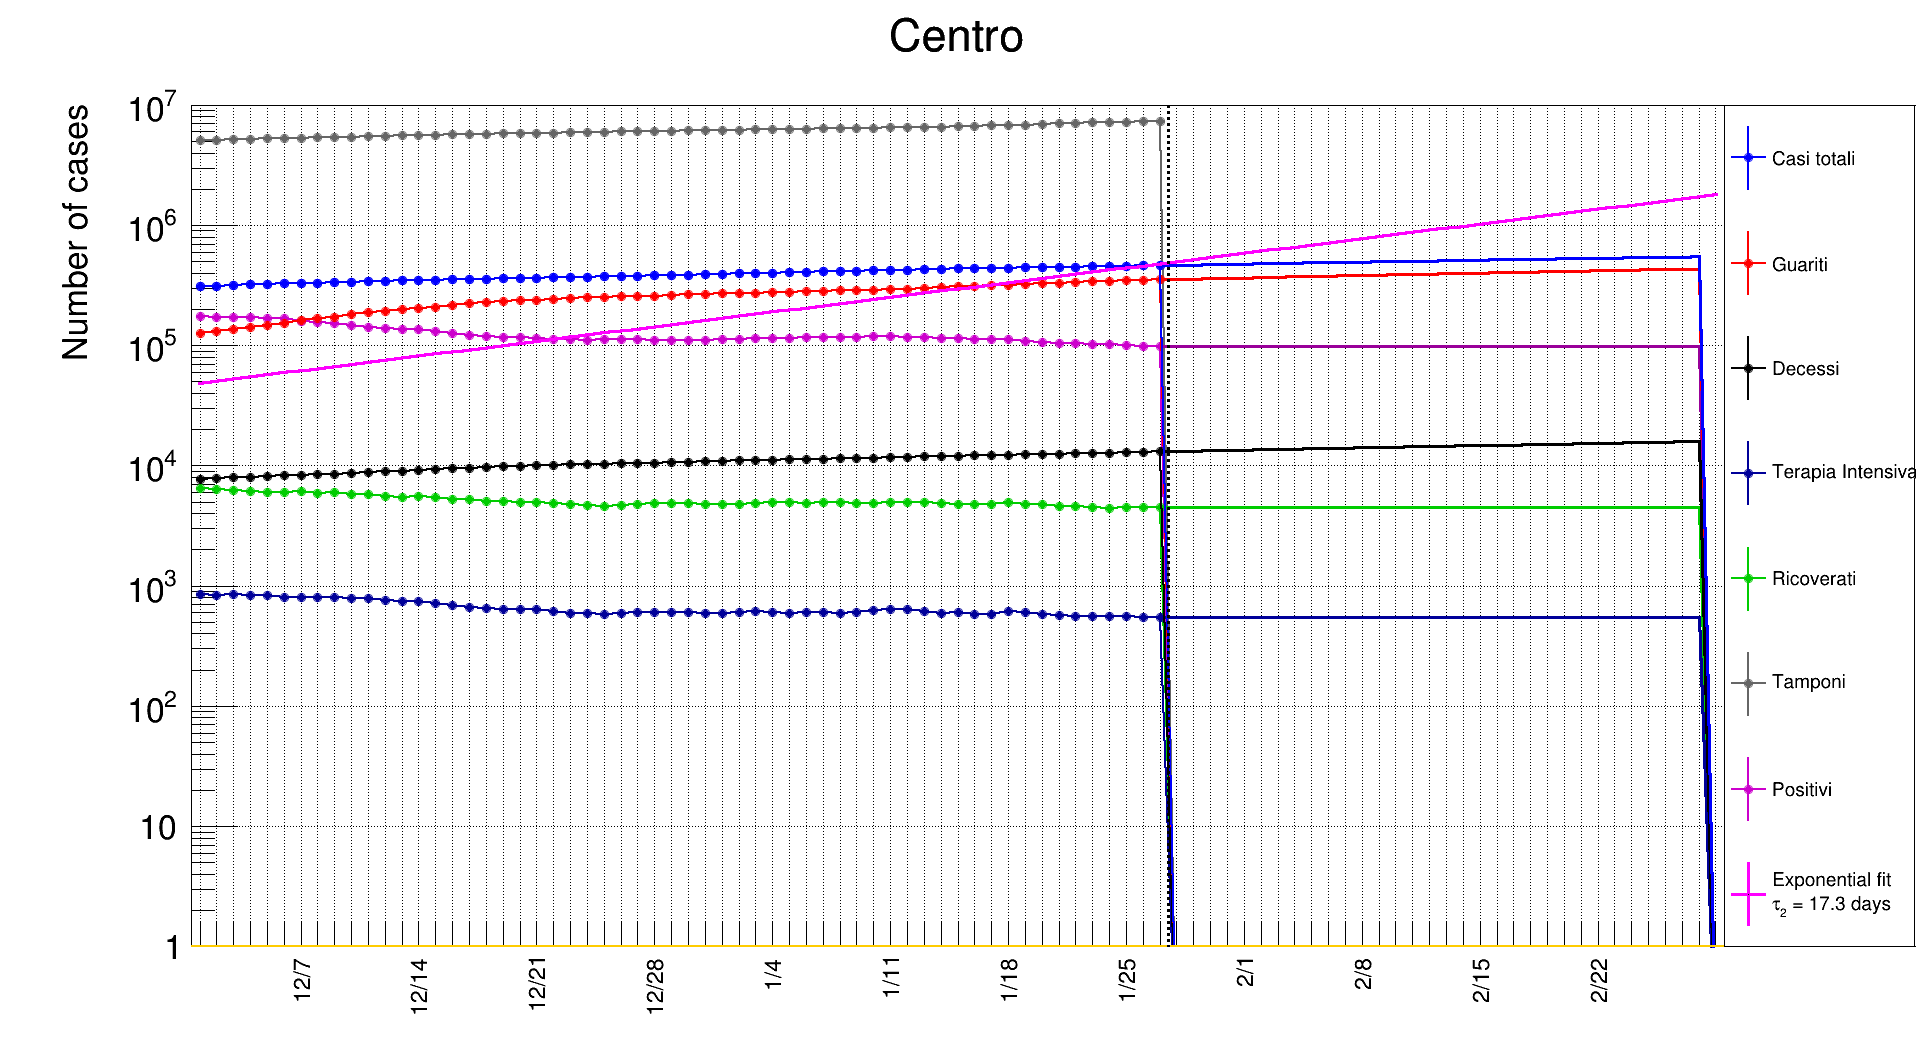 Centro
Number of cases
10^7
10^6
10^5
10^4
10^3
10^2
10
1
12/7
12/14
12/21
12/28
1/4
1/11
1/18
1/25
2/1
2/8
2/15
2/22
Casi totali
Guariti
Decessi
Terapia Intensiva
Ricoverati
Tamponi
Positivi
Exponential fit
τ₂ = 17.3 days